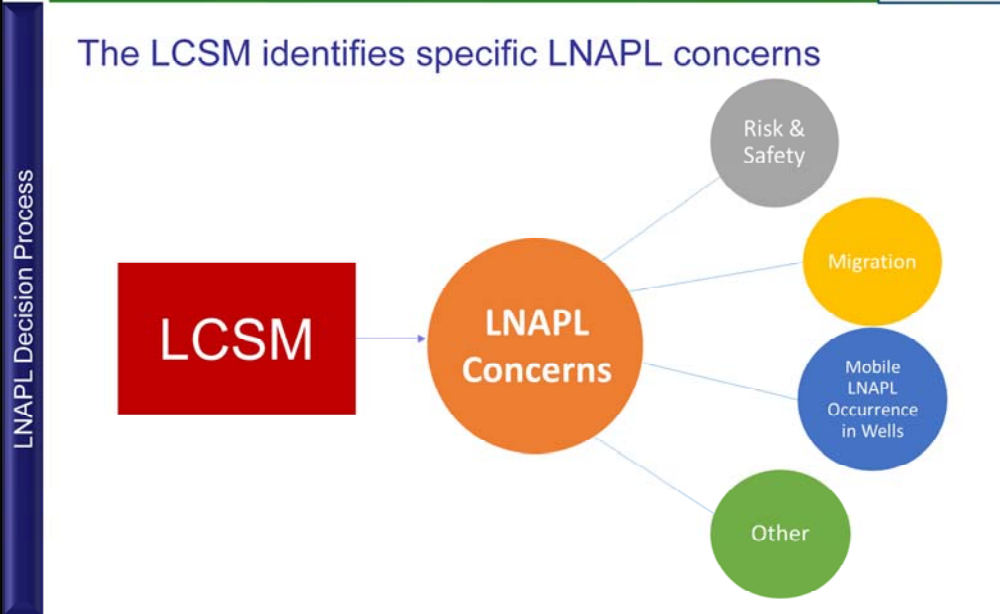 The LCSM identifies specific LNAPL concerns
LNAPL Decision Process
LCSM
LNAPL
Concerns
Risk &
Safety
Migration
Mobile
LNAPL
Occurrence
in Wells
Other